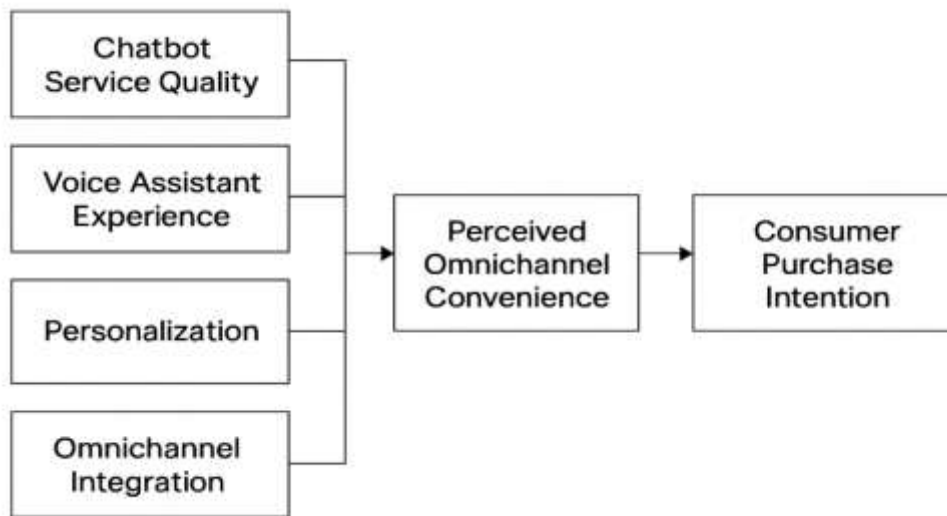 Chatbot
Service Quality
Voice Assistant
Experience
Personalization
Omnichannel
Integration
Perceived
Omnichannel
Convenience
Consumer
Purchase
Intention